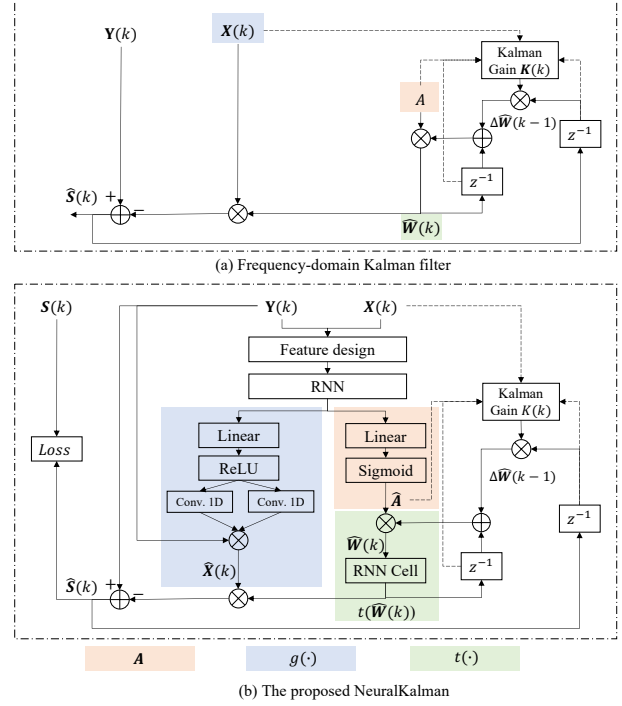 Y(k) X(k)
Kalman
Gain K(k)
A
ΔŴ(k − 1)
z⁻¹
z⁻¹
Ŝ(k) + −
Ŵ(k)
(a) Frequency-domain Kalman filter
S(k) Y(k) X(k)
Feature design
RNN
Kalman
Gain K(k)
Linear Linear
Loss
ReLU Sigmoid
ΔŴ(k − 1)
Conv. 1D Conv. 1D
Â
z⁻¹
Ŵ(k)
X̂(k) RNN Cell z⁻¹
Ŝ(k) + −
t(Ŵ(k))
A g(·) t(·)
(b) The proposed NeuralKalman